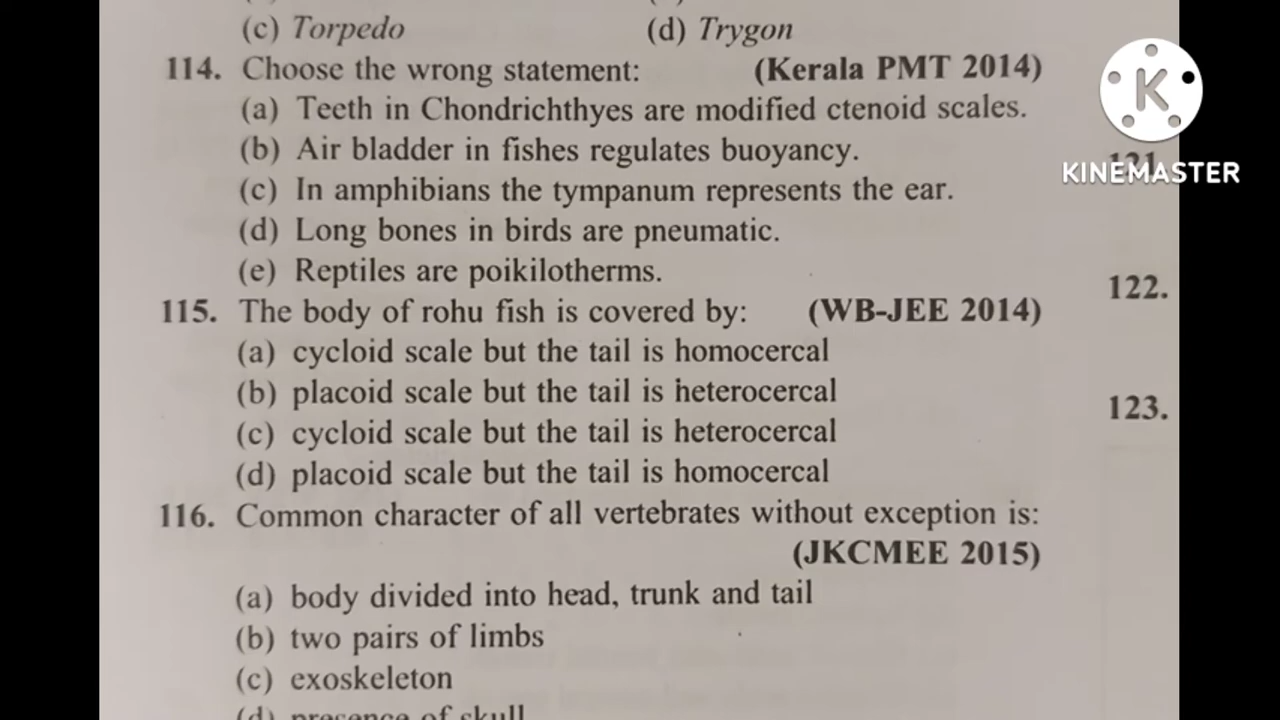 (c) Torpedo (d) Trygon
114. Choose the wrong statement: (Kerala PMT 2014)
(a) Teeth in Chondrichthyes are modified ctenoid scales.
(b) Air bladder in fishes regulates buoyancy.
(c) In amphibians the tympanum represents the ear.
(d) Long bones in birds are pneumatic.
(e) Reptiles are poikilotherms.
115. The body of rohu fish is covered by: (WB-JEE 2014)
(a) cycloid scale but the tail is homocercal
(b) placoid scale but the tail is heterocercal
(c) cycloid scale but the tail is heterocercal
(d) placoid scale but the tail is homocercal
116. Common character of all vertebrates without exception is:
(JKCMEE 2015)
(a) body divided into head, trunk and tail
(b) two pairs of limbs
(c) exoskeleton
(d) presence of skull
K
KINEMASTER
121.
122.
123.